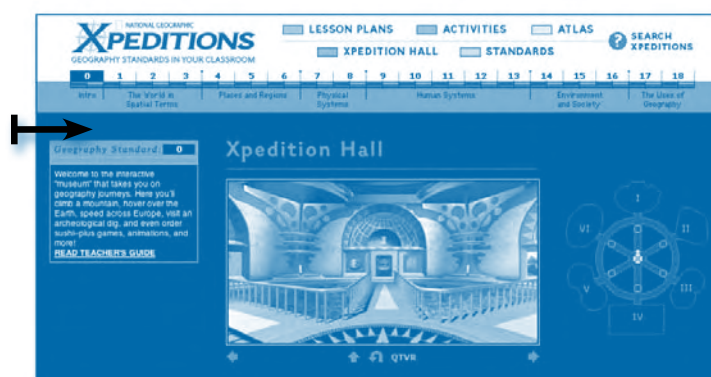 NATIONAL GEOGRAPHIC
XPEDITIONS
GEOGRAPHY STANDARDS IN YOUR CLASSROOM
LESSON PLANS ACTIVITIES ATLAS
XPEDITION HALL STANDARDS
? SEARCH XPEDITIONS
0 1 2 3 4 5 6 7 8 9 10 11 12 13 14 15 16 17 18
Intro The World in Places and Regions Physical Human Systems Environment The Uses of
Spatial Terms Systems and Society Geography
Geography Standard: 0
Welcome to the interactive
"museum" that takes you on
geography journeys. Here you'll
climb a mountain, hover over the
Earth, speed across Europe, visit an
archeological dig, and even order
sushi-plus games, animations, and
more!
READ TEACHER'S GUIDE
Xpedition Hall
I
VI II
V III
IV
QTVR